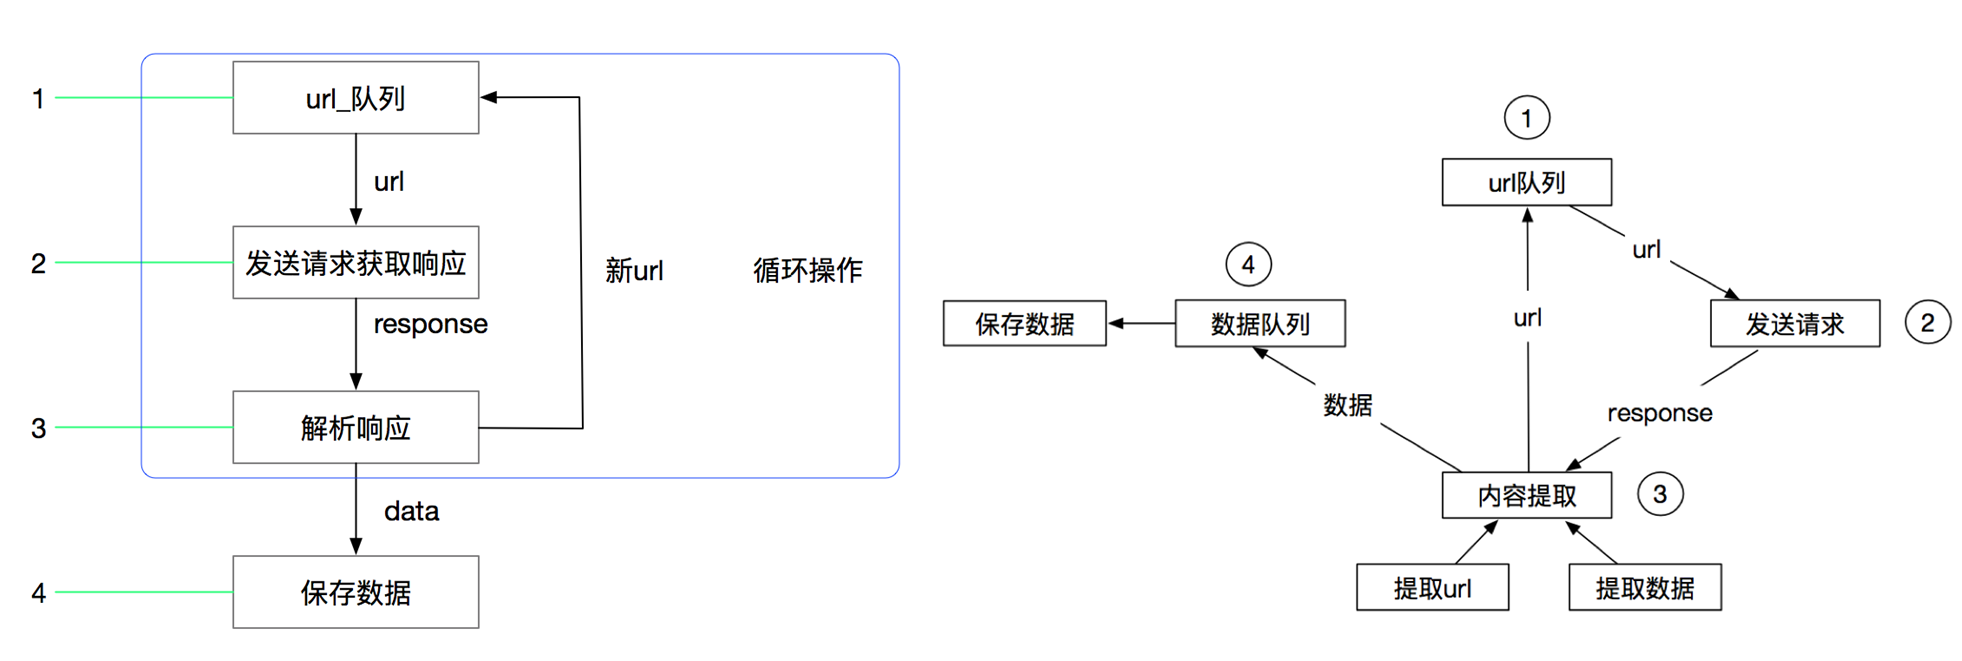 1
url_队列
url
2
发送请求获取响应
新url
循环操作
response
3
解析响应
data
4
保存数据
①
url队列
url
④
保存数据
数据队列
发送请求
②
url
数据
response
内容提取
③
提取url
提取数据